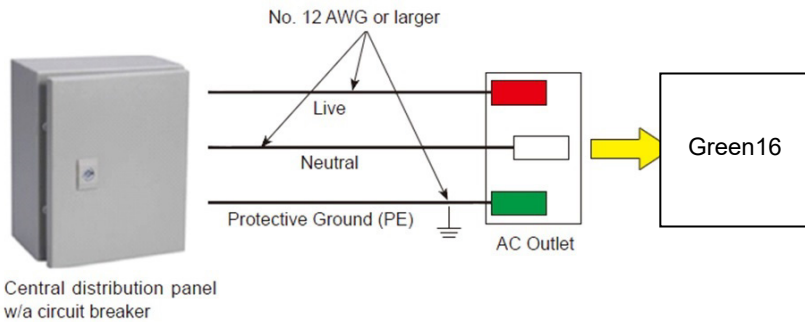 No. 12 AWG or larger
Live
Neutral
Protective Ground (PE)
AC Outlet
Green16
Central distribution panel
w/a circuit breaker